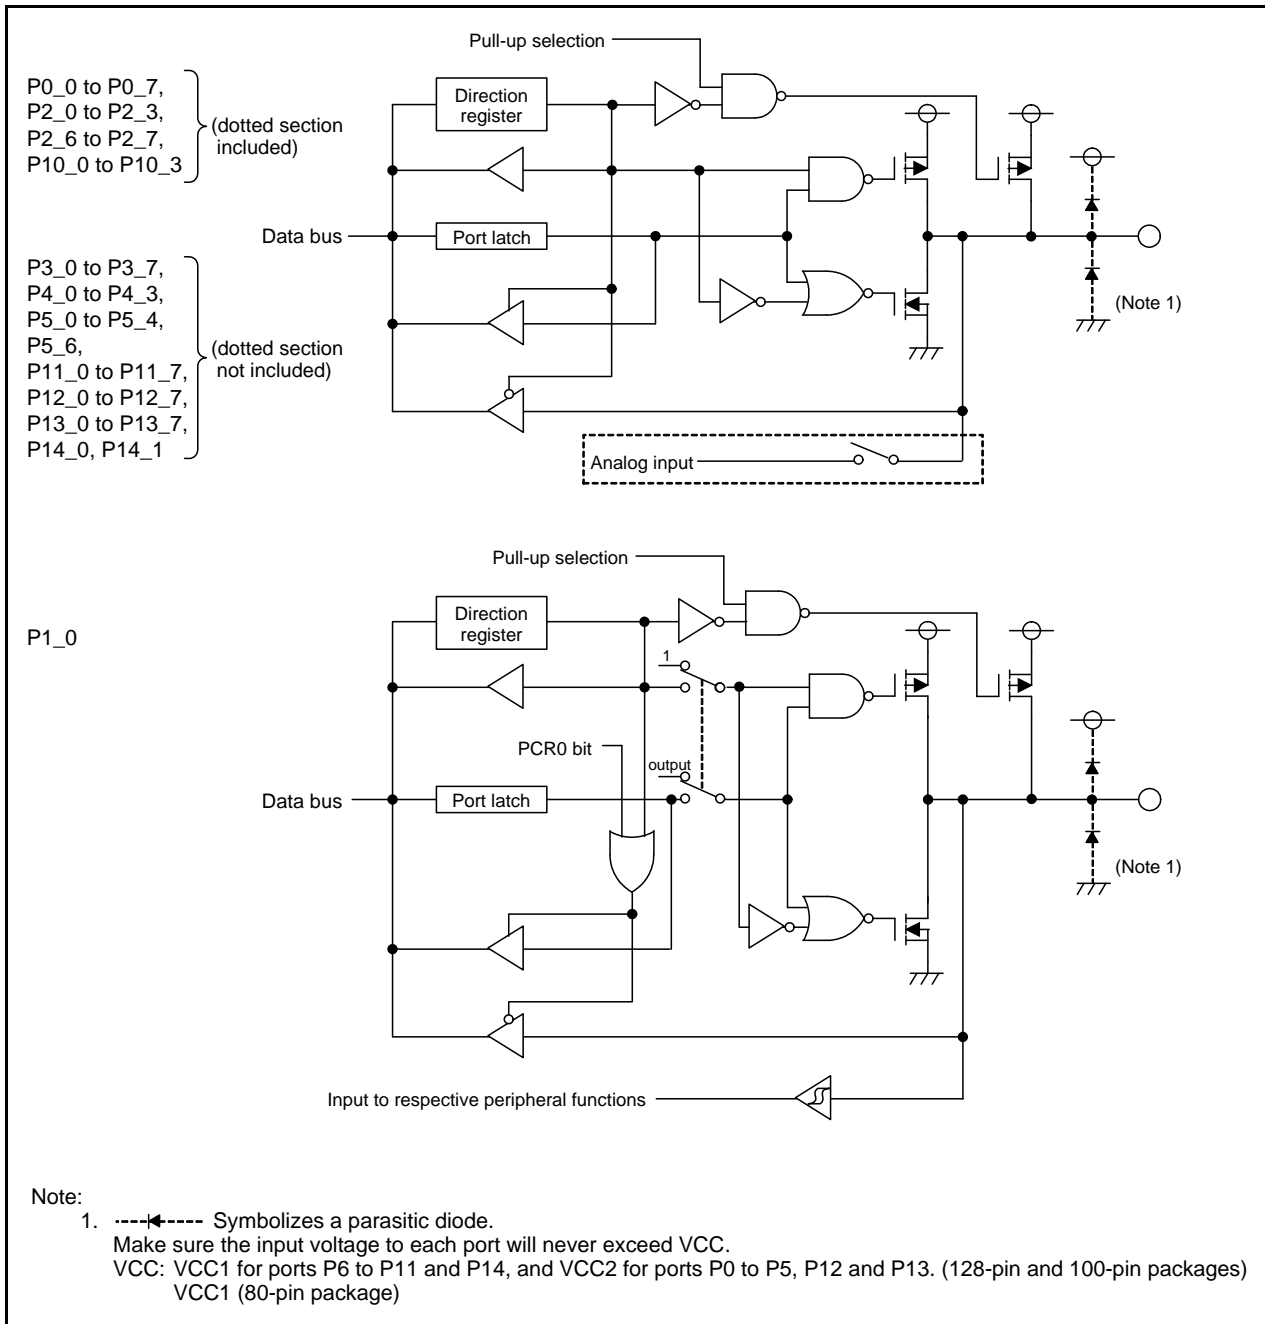 Pull-up selection
P0_0 to P0_7,
P2_0 to P2_3,
P2_6 to P2_7,
P10_0 to P10_3
(dotted section
included)
Direction
register
Data bus
Port latch
P3_0 to P3_7,
P4_0 to P4_3,
P5_0 to P5_4,
P5_6,
P11_0 to P11_7,
P12_0 to P12_7,
P13_0 to P13_7,
P14_0, P14_1
(dotted section
not included)
(Note 1)
Analog input
Pull-up selection
P1_0
Direction
register
1
PCR0 bit
output
Data bus
Port latch
(Note 1)
Input to respective peripheral functions
Note:
1. Symbolizes a parasitic diode.
Make sure the input voltage to each port will never exceed VCC.
VCC: VCC1 for ports P6 to P11 and P14, and VCC2 for ports P0 to P5, P12 and P13. (128-pin and 100-pin packages)
VCC1 (80-pin package)